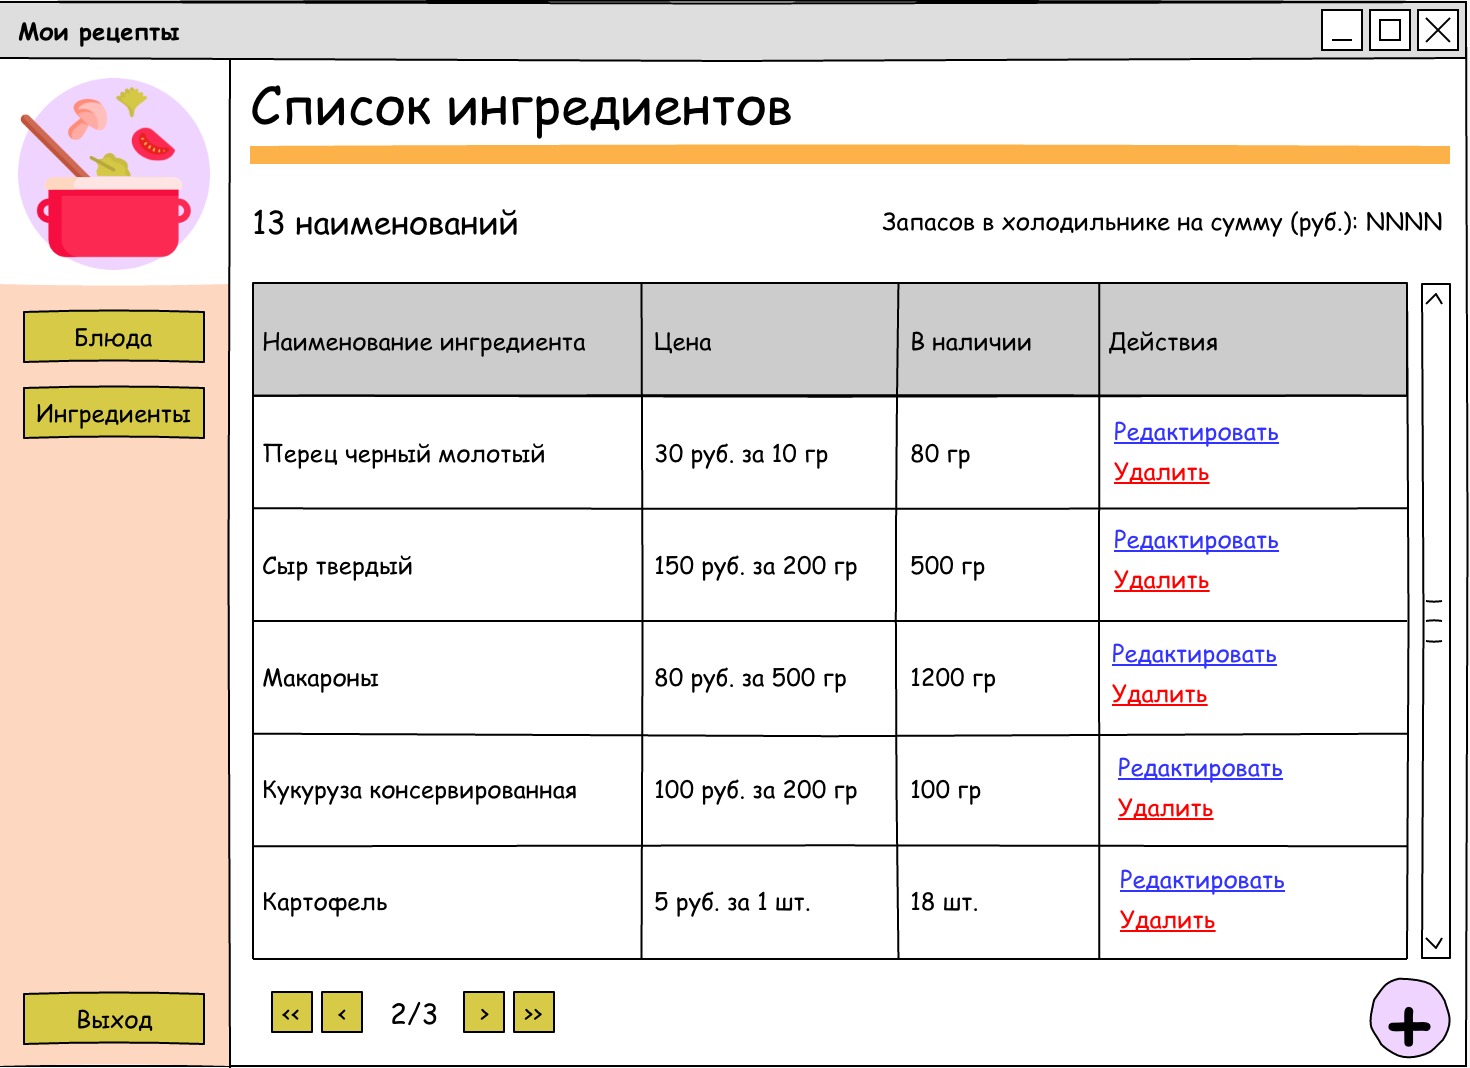 Мои рецепты
Список ингредиентов
13 наименований
Запасов в холодильнике на сумму (руб.): NNNN
Блюда
Ингредиенты
Выход
Наименование ингредиента Цена В наличии Действия
Перец черный молотый 30 руб. за 10 гр 80 гр Редактировать
Удалить
Сыр твердый 150 руб. за 200 гр 500 гр Редактировать
Удалить
Макароны 80 руб. за 500 гр 1200 гр Редактировать
Удалить
Кукуруза консервированная 100 руб. за 200 гр 100 гр Редактировать
Удалить
Картофель 5 руб. за 1 шт. 18 шт. Редактировать
Удалить
<< < 2/3 > >>
+